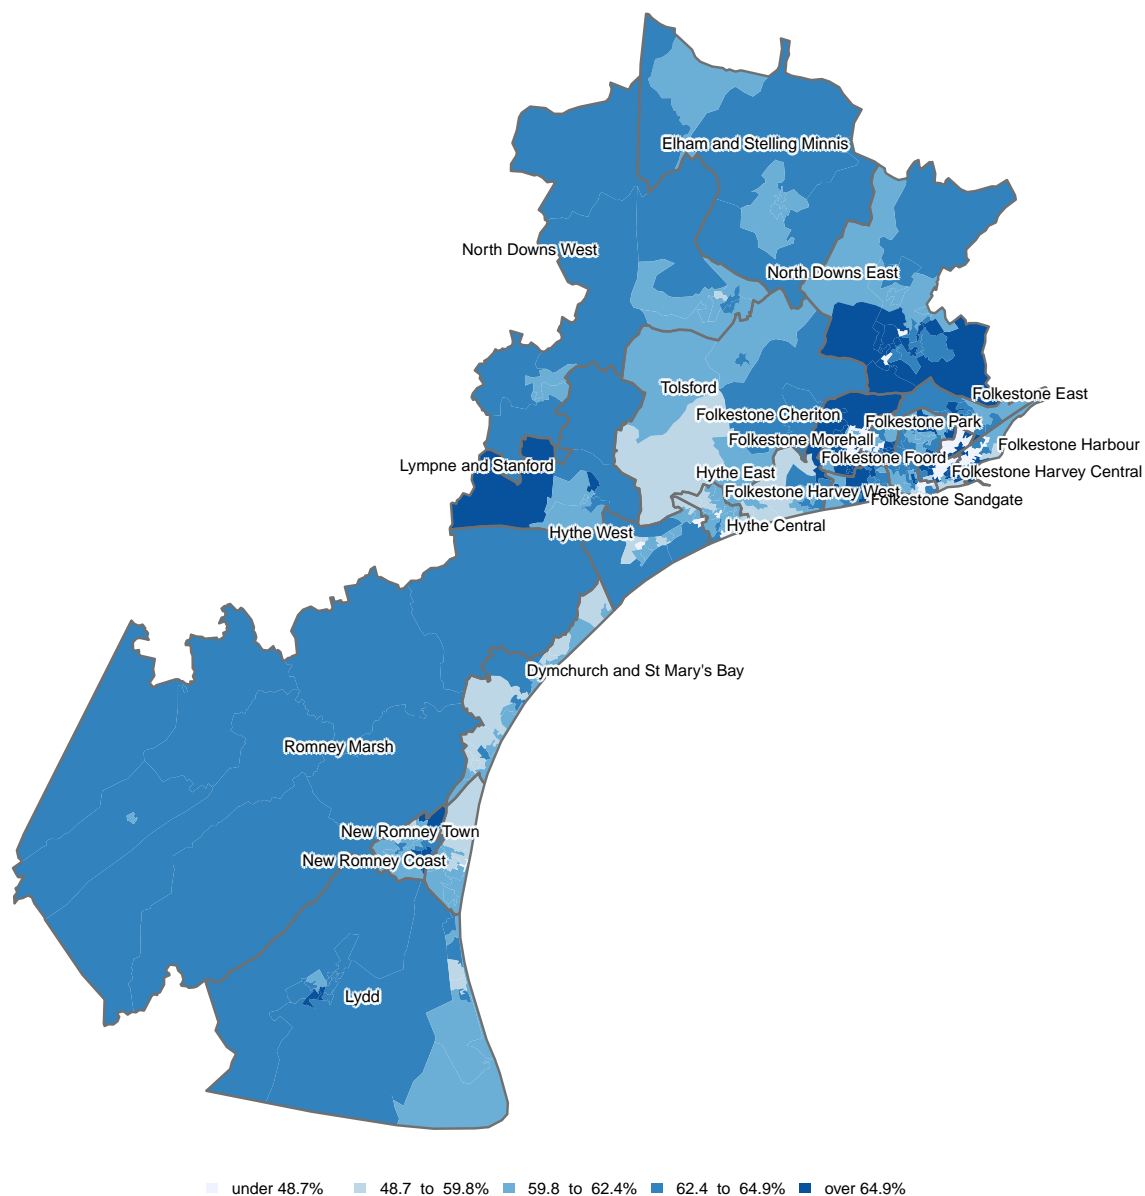 Elham and Stelling Minnis
North Downs West
North Downs East
Tolsford
Folkestone East
Folkestone Cheriton
Folkestone Park
Folkestone Morehall
Folkestone Harbour
Folkestone Foord
Lympne and Stanford
Hythe East
Folkestone Harvey Central
Folkestone Harvey West
Folkestone Sandgate
Hythe West
Hythe Central
Dymchurch and St Mary's Bay
Romney Marsh
New Romney Town
New Romney Coast
Lydd
under 48.7% 48.7 to 59.8% 59.8 to 62.4% 62.4 to 64.9% over 64.9%